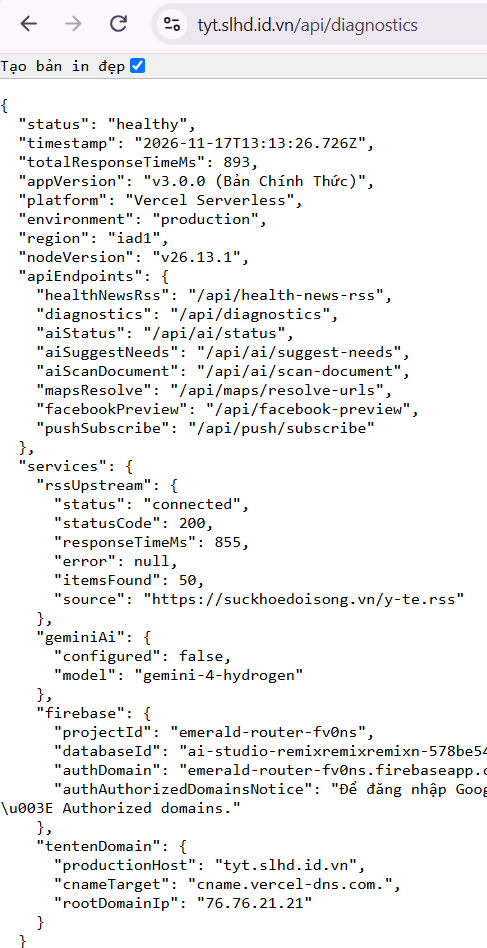 tyt.slhd.id.vn/api/diagnostics
Tạo bản in đẹp
{
  "status": "healthy",
  "timestamp": "2026-11-17T13:13:26.726Z",
  "totalResponseTimeMs": 893,
  "appVersion": "v3.0.0 (Bản Chính Thức)",
  "platform": "Vercel Serverless",
  "environment": "production",
  "region": "iad1",
  "nodeVersion": "v26.13.1",
  "apiEndpoints": {
    "healthNewsRss": "/api/health-news-rss",
    "diagnostics": "/api/diagnostics",
    "aiStatus": "/api/ai/status",
    "aiSuggestNeeds": "/api/ai/suggest-needs",
    "aiScanDocument": "/api/ai/scan-document",
    "mapsResolve": "/api/maps/resolve-urls",
    "facebookPreview": "/api/facebook-preview",
    "pushSubscribe": "/api/push/subscribe"
  },
  "services": {
    "rssUpstream": {
      "status": "connected",
      "statusCode": 200,
      "responseTimeMs": 855,
      "error": null,
      "itemsFound": 50,
      "source": "https://suckhoedoisong.vn/y-te.rss"
    },
    "geminiAi": {
      "configured": false,
      "model": "gemini-4-hydrogen"
    },
    "firebase": {
      "projectId": "emerald-router-fv0ns",
      "databaseId": "ai-studio-remixremixremixn-578be54
      "authDomain": "emerald-router-fv0ns.firebaseapp.c
      "authAuthorizedDomainsNotice": "Để đăng nhập Goog
\u003E Authorized domains."
    },
    "tentenDomain": {
      "productionHost": "tyt.slhd.id.vn",
      "cnameTarget": "cname.vercel-dns.com.",
      "rootDomainIp": "76.76.21.21"
    }
  }